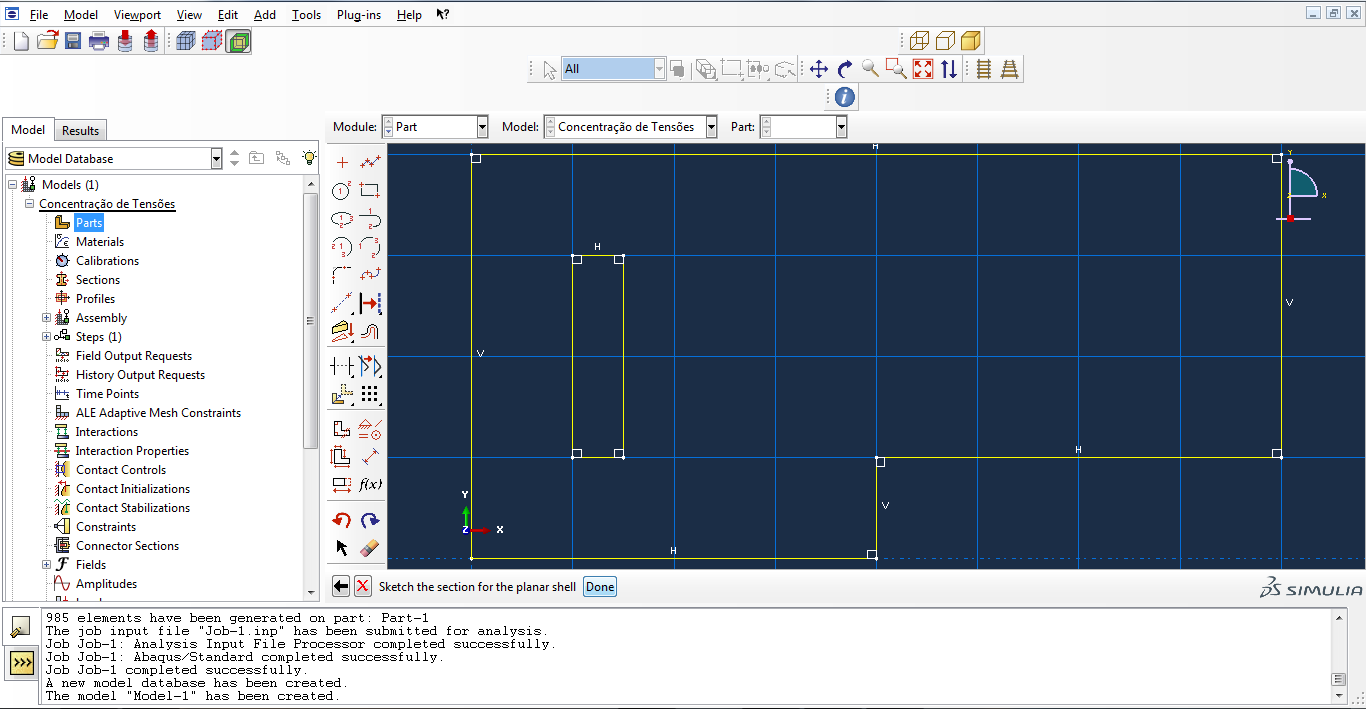 File Model Viewport View Edit Add Tools Plug-ins Help ?
All
Module: Part Model: Concentração de Tensões Part:
Model Results
Model Database
Models (1)
Concentração de Tensões
Parts
Materials
Calibrations
Sections
Profiles
Assembly
Steps (1)
Field Output Requests
History Output Requests
Time Points
ALE Adaptive Mesh Constraints
Interactions
Interaction Properties
Contact Controls
Contact Initializations
Contact Stabilizations
Constraints
Connector Sections
Fields
Amplitudes
f(x)
H
Y
X
H
V
V
H
V
H
Y
Z X
Sketch the section for the planar shell Done
SIMULIA
985 elements have been generated on part: Part-1
The job input file "Job-1.inp" has been submitted for analysis.
Job Job-1: Analysis Input File Processor completed successfully.
Job Job-1: Abaqus/Standard completed successfully.
Job Job-1 completed successfully.
A new model database has been created.
The model "Model-1" has been created.
>>>